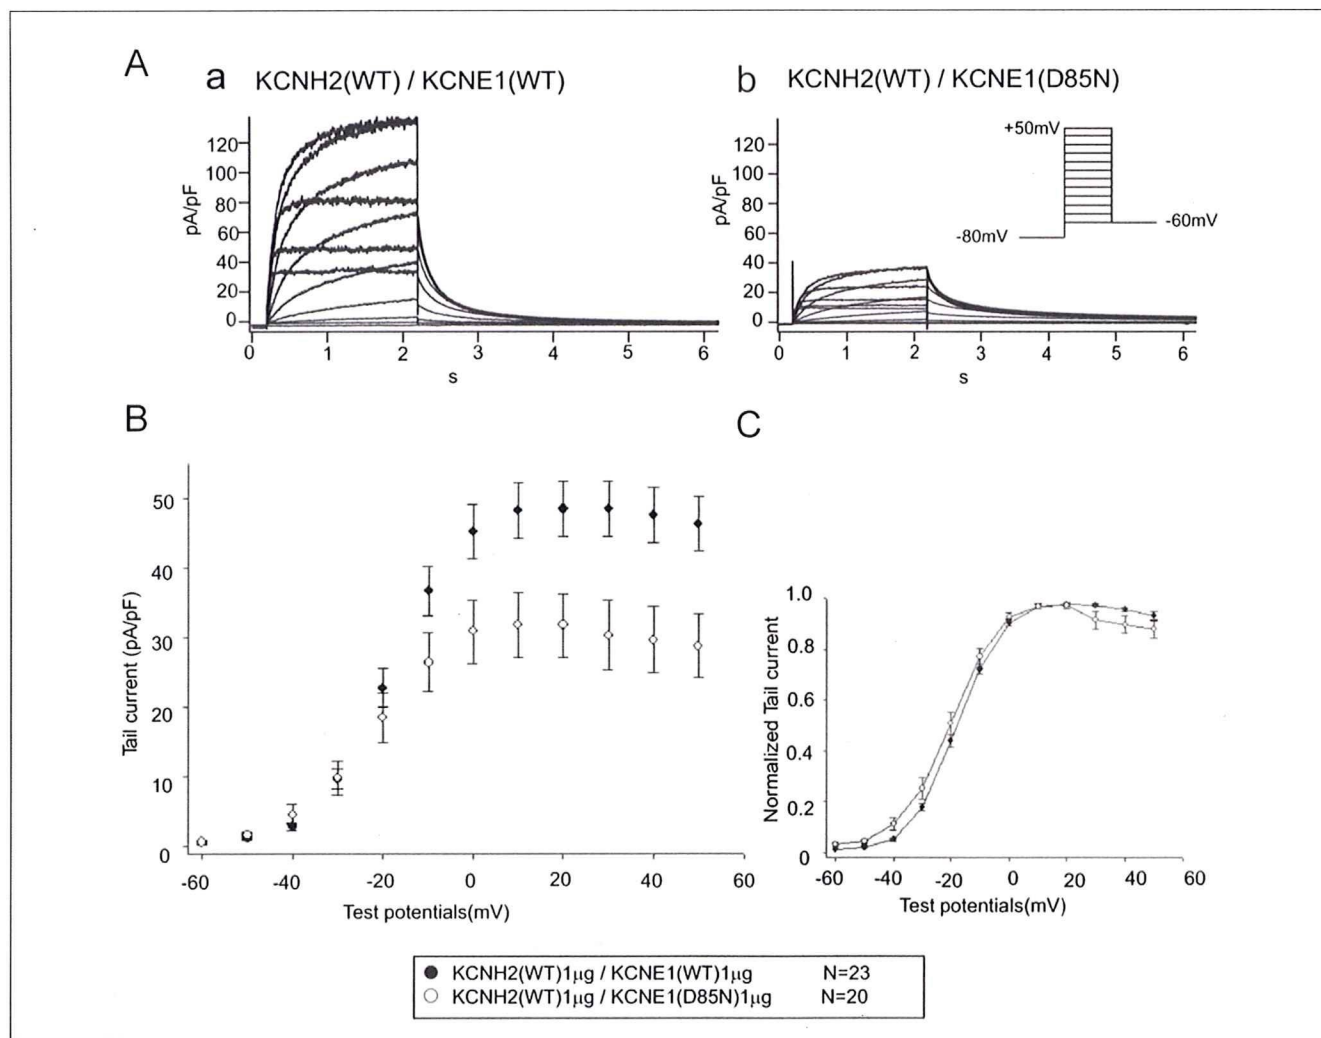 A
a KCNH2(WT) / KCNE1(WT)
120
100
80
60
40
20
0
pA/pF
0 1 2 3 4 5 6
s
b KCNH2(WT) / KCNE1(D85N)
120
100
80
60
40
20
0
pA/pF
+50mV
-80mV
-60mV
0 1 2 3 4 5 6
s
B
50
40
30
20
10
0
Tail current (pA/pF)
-60 -40 -20 0 20 40 60
Test potentials(mV)
C
1.0
0.8
0.6
0.4
0.2
0
Normalized Tail current
-60 -40 -20 0 20 40 60
Test potentials(mV)
KCNH2(WT)1μg / KCNE1(WT)1μg N=23
KCNH2(WT)1μg / KCNE1(D85N)1μg N=20